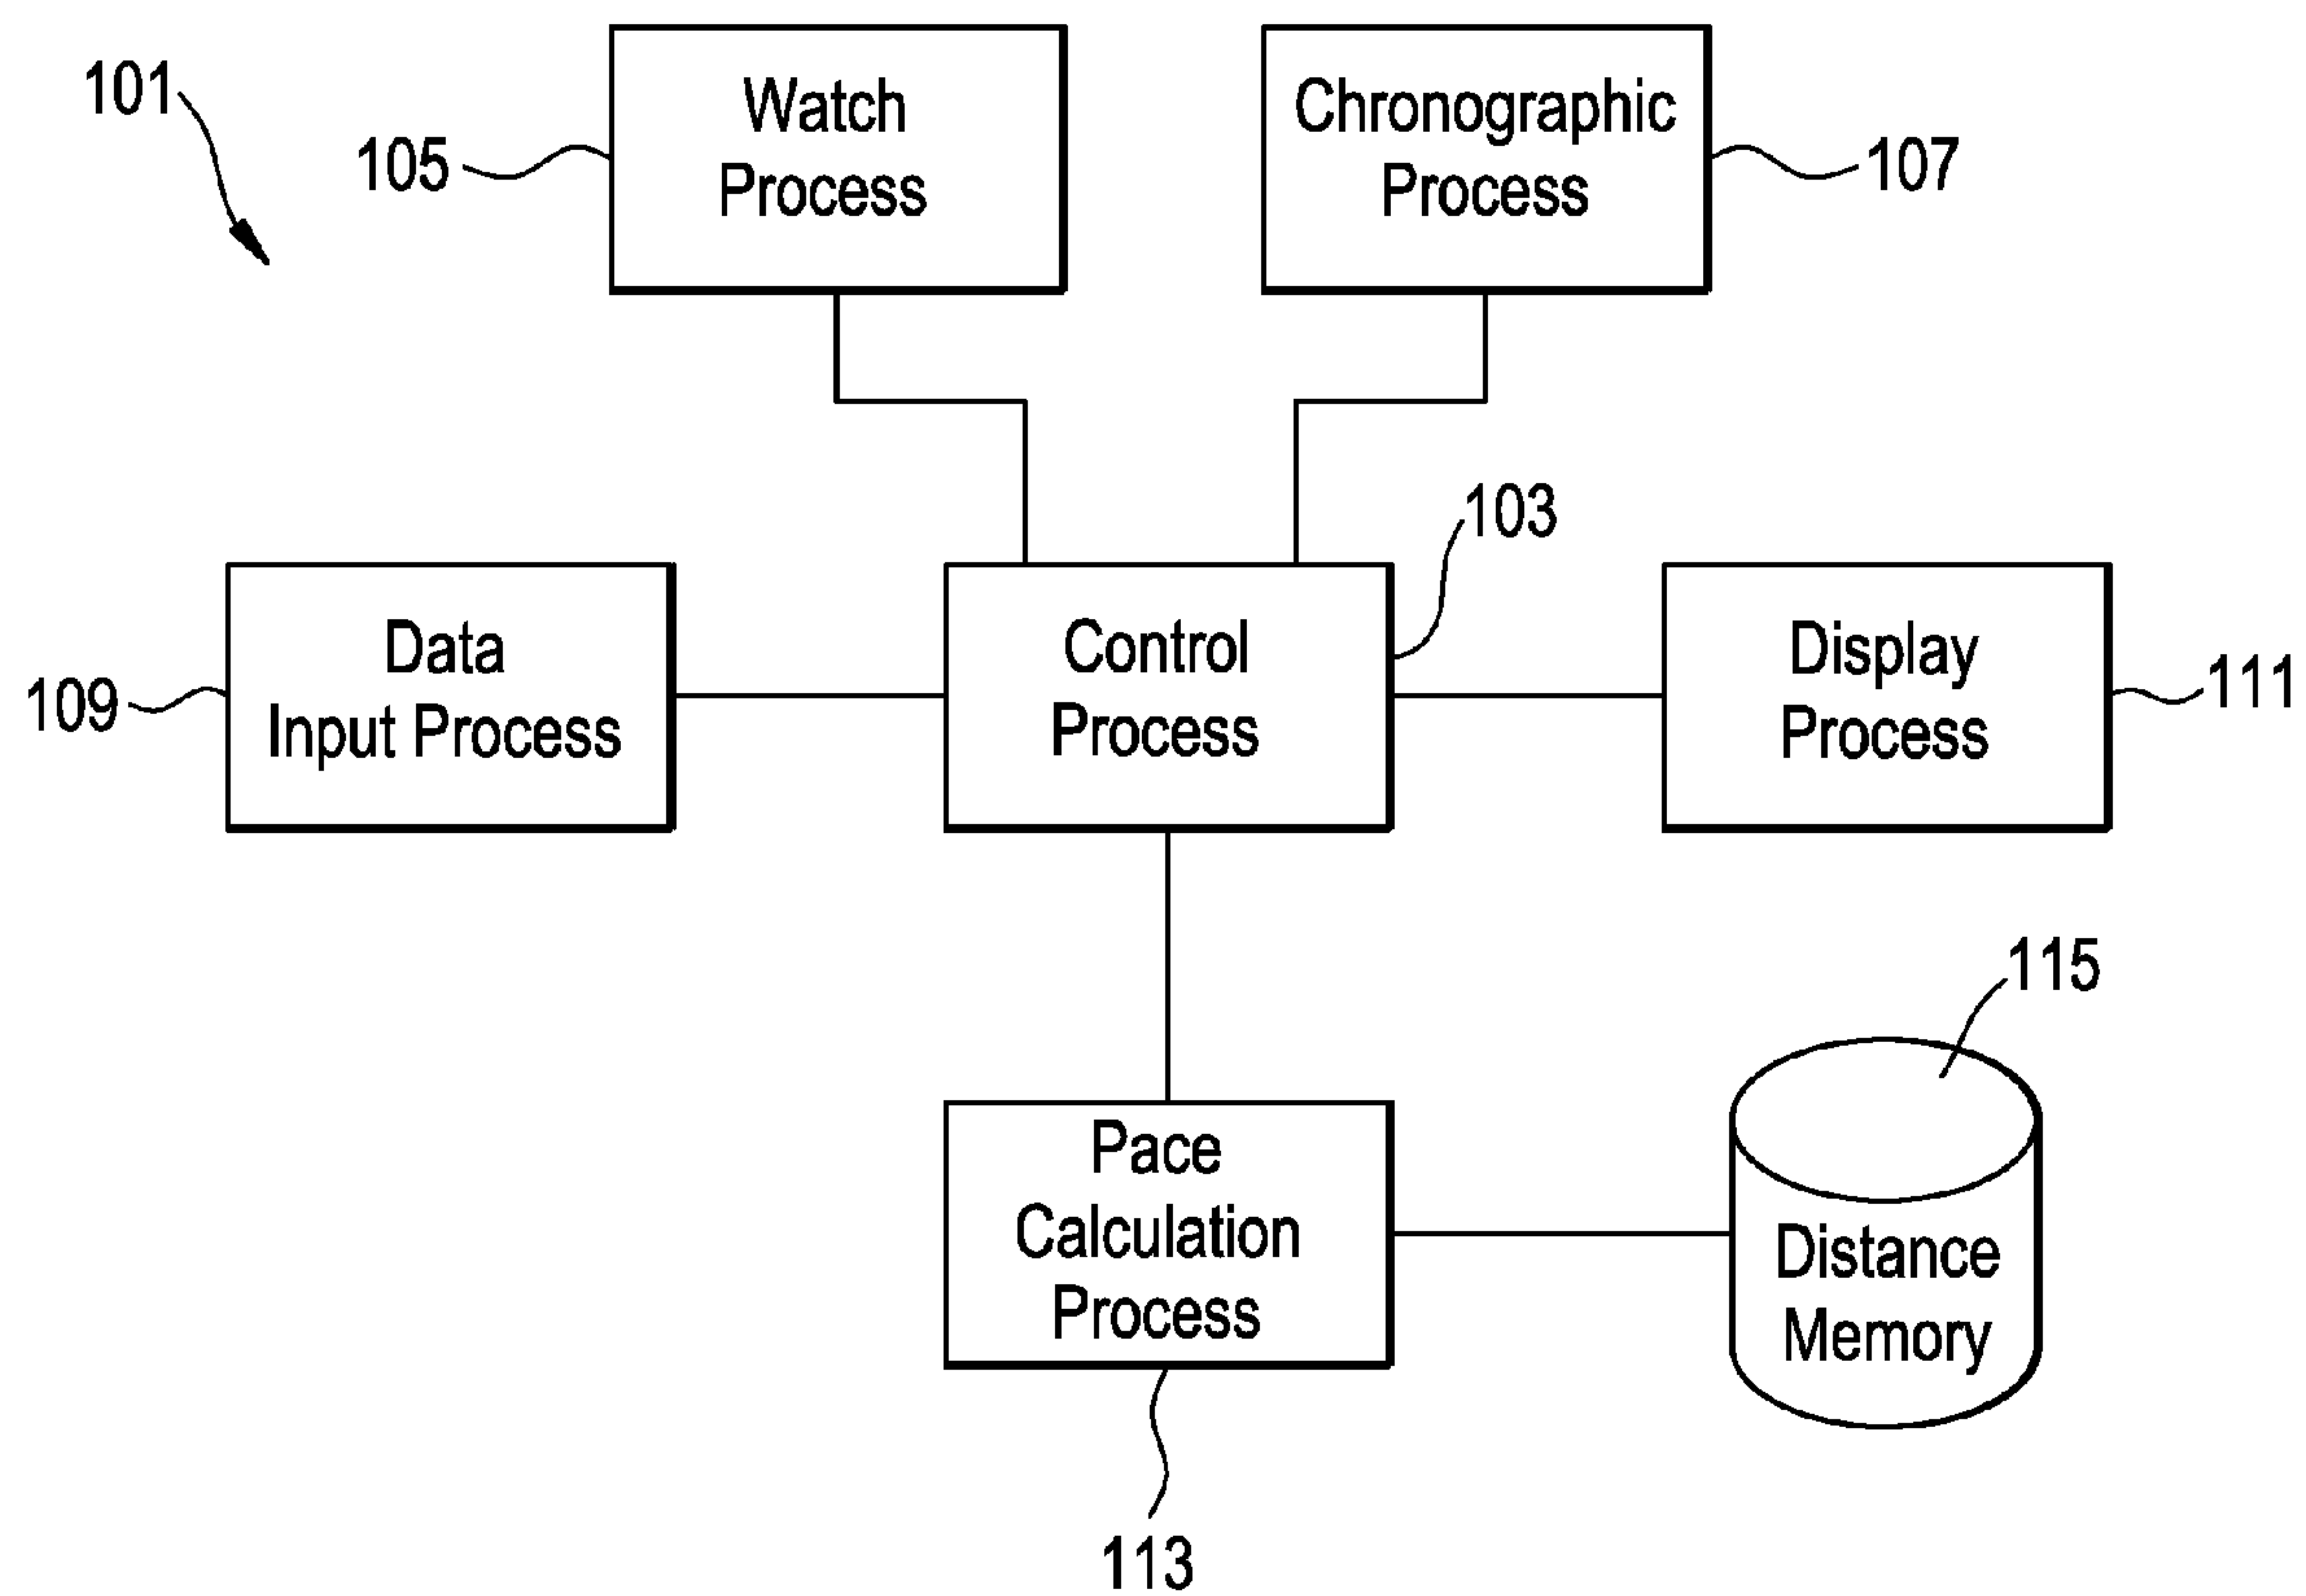 101
105
Watch
Process
Chronographic
Process
107
103
109
Data
Input Process
Control
Process
Display
Process
111
115
Pace
Calculation
Process
Distance
Memory
113